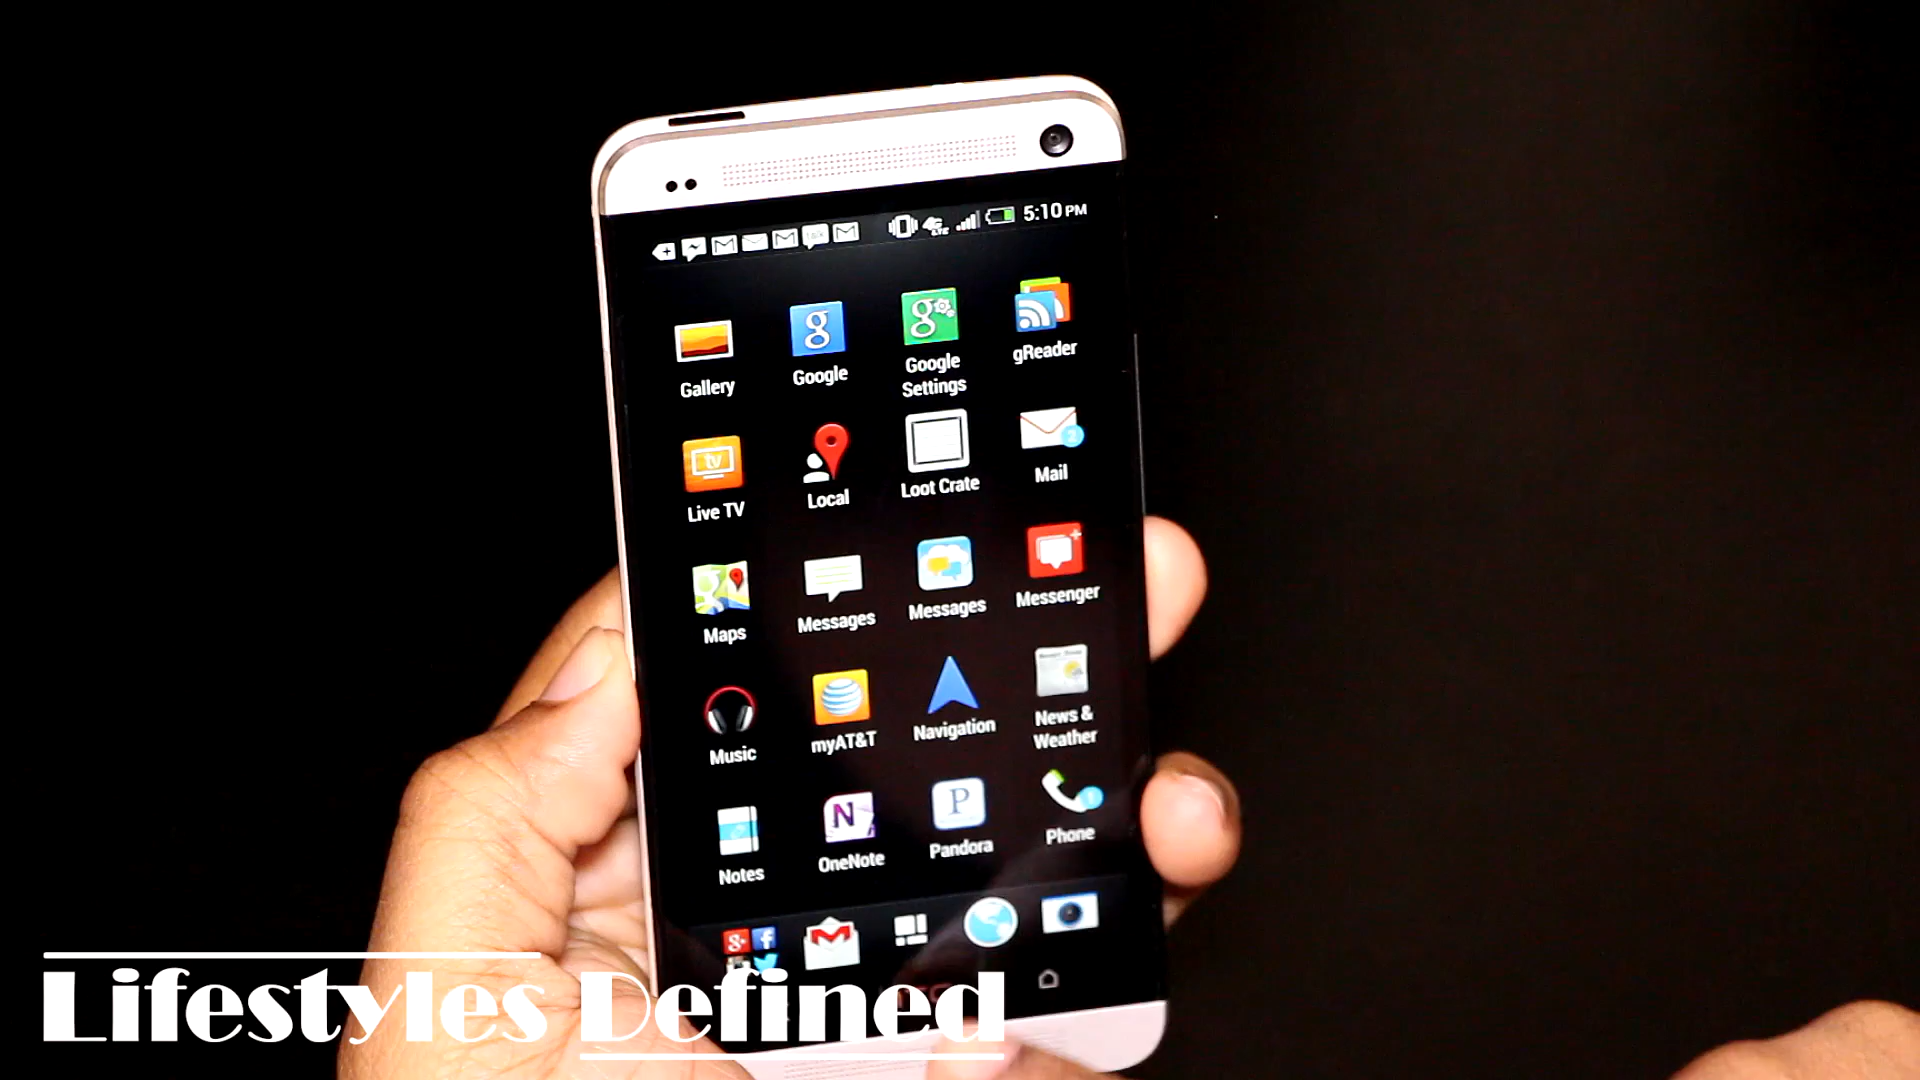 5:10 PM
Gallery
Google
Google Settings
gReader
Live TV
Local
Loot Crate
Mail
Maps
Messages
Messages
Messenger
Music
myAT&T
Navigation
News & Weather
Notes
OneNote
Pandora
Phone
Lifestyles Defined